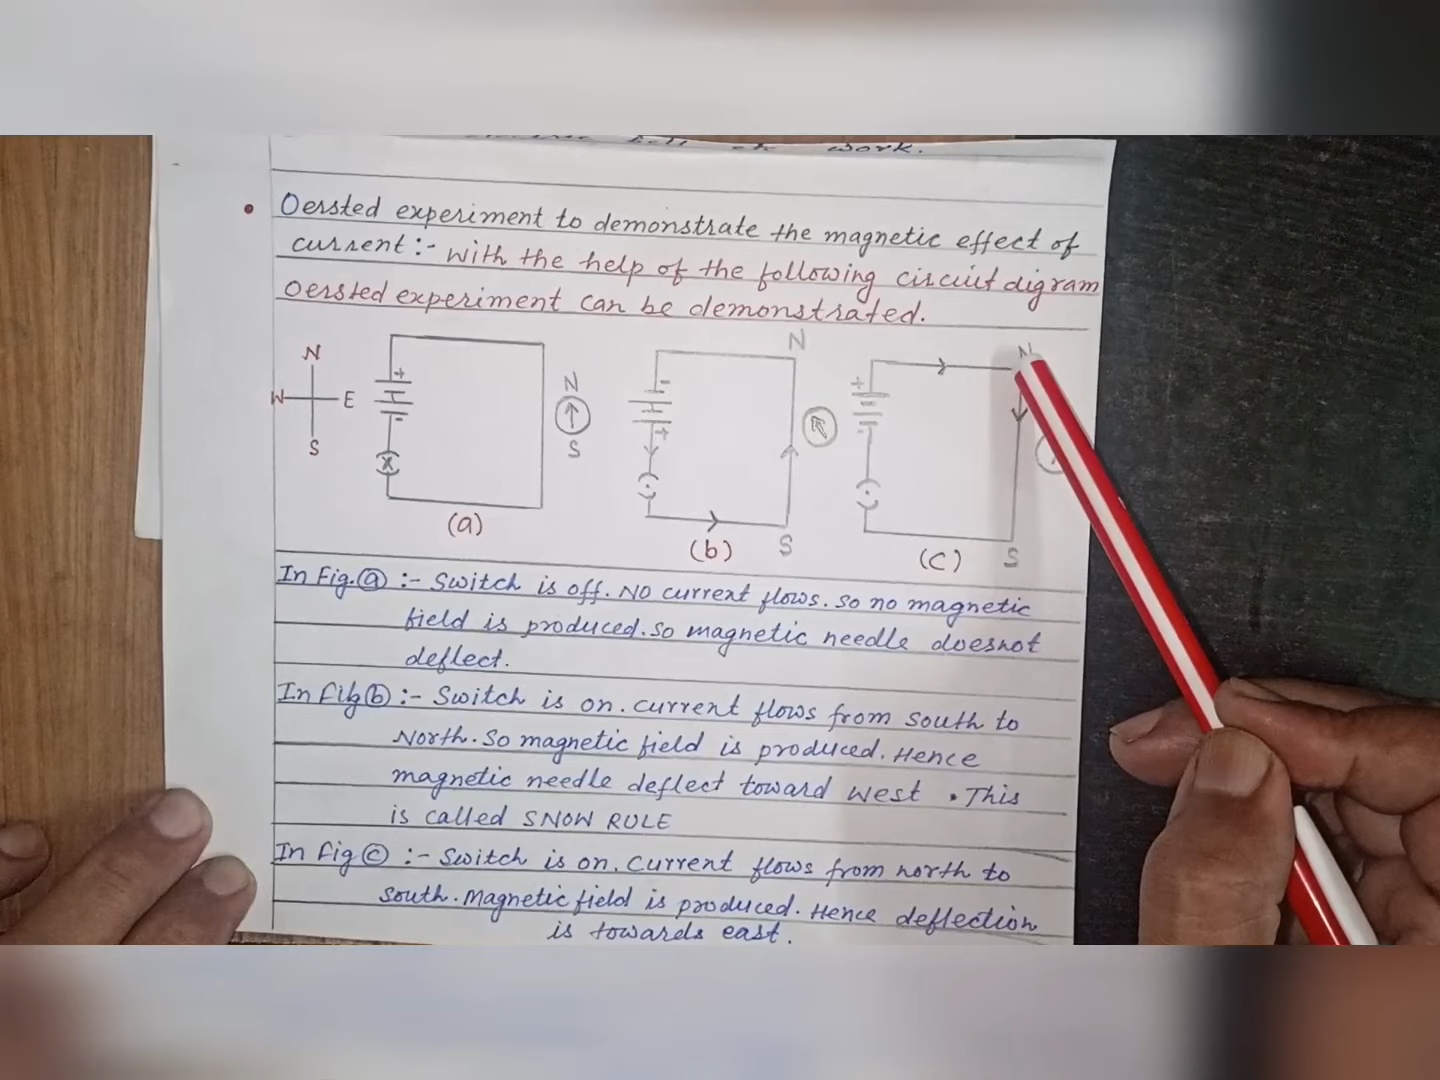 work.
• Oersted experiment to demonstrate the magnetic effect of
current :- with the help of the following circiut digram
Oersted experiment can be demonstrated.
N
W E
S
+
-
(x)
N
S
(a)
-
+
(.)
N
S
(b)
+
-
(.)
N
S
(c)
In Fig. (a) :- Switch is off. No current flows. So no magnetic
field is produced. So magnetic needle doesnot
deflect.
In Fig (b) :- Switch is on. current flows from south to
North. So magnetic field is produced. Hence
magnetic needle deflect toward west . This
is called SNOW RULE
In Fig (c) :- Switch is on. Current flows from north to
South. Magnetic field is produced. Hence deflection
is towards east.